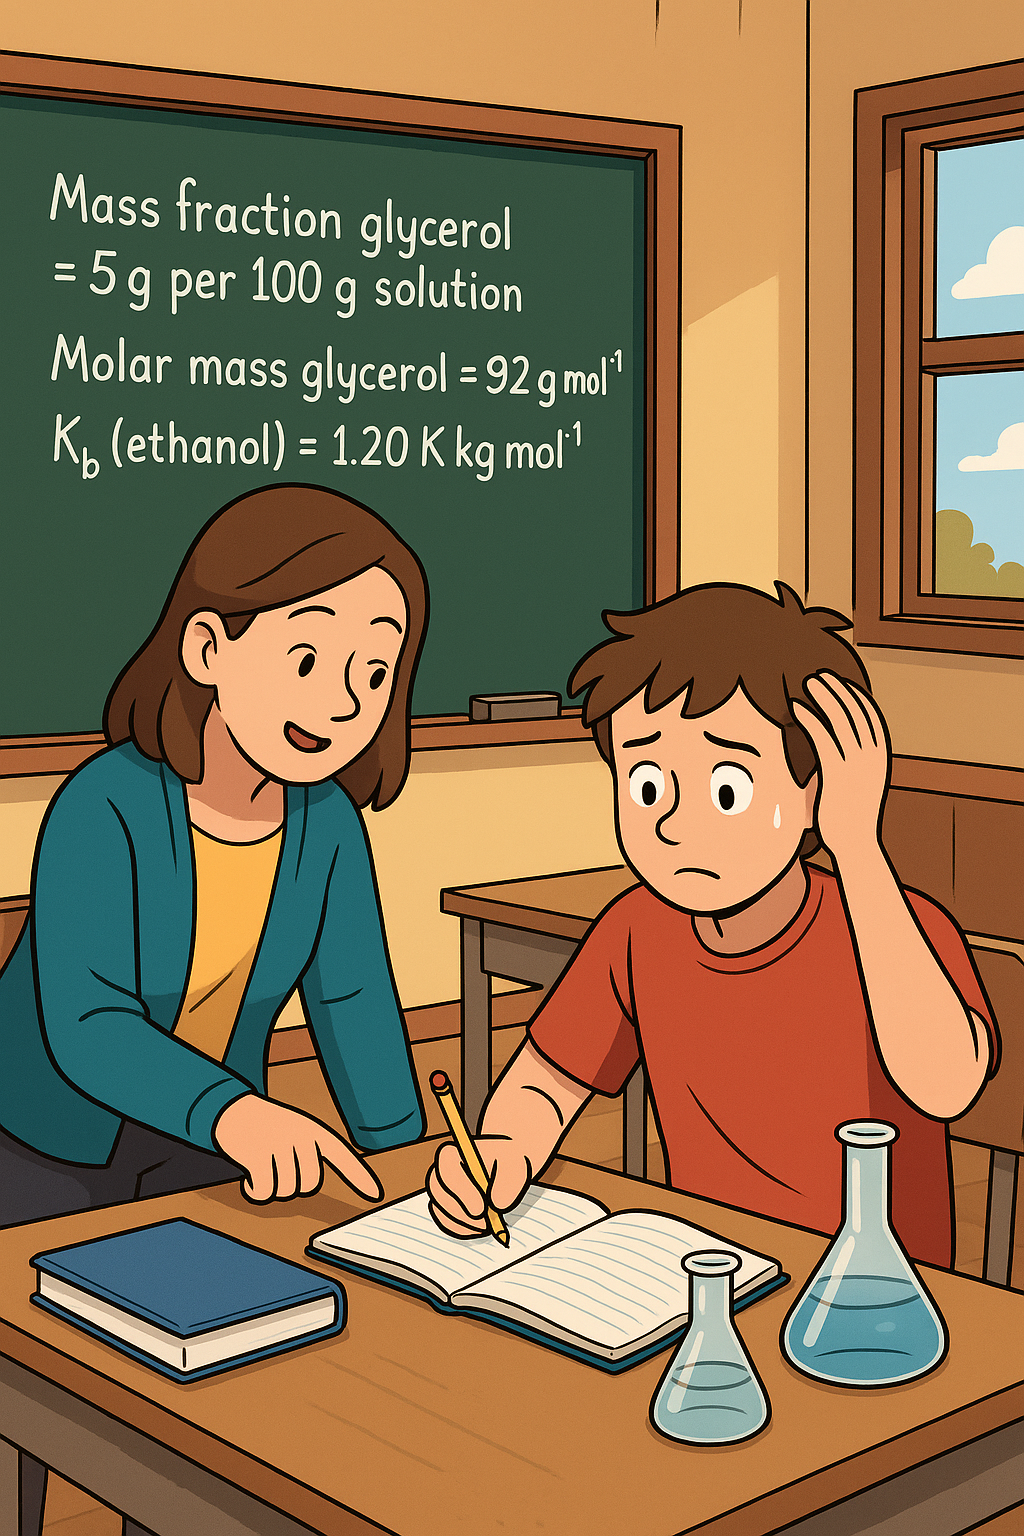 Mass fraction glycerol
= 5 g per 100 g solution
Molar mass glycerol = 92 g mol⁻¹
K_b (ethanol) = 1.20 K kg mol⁻¹